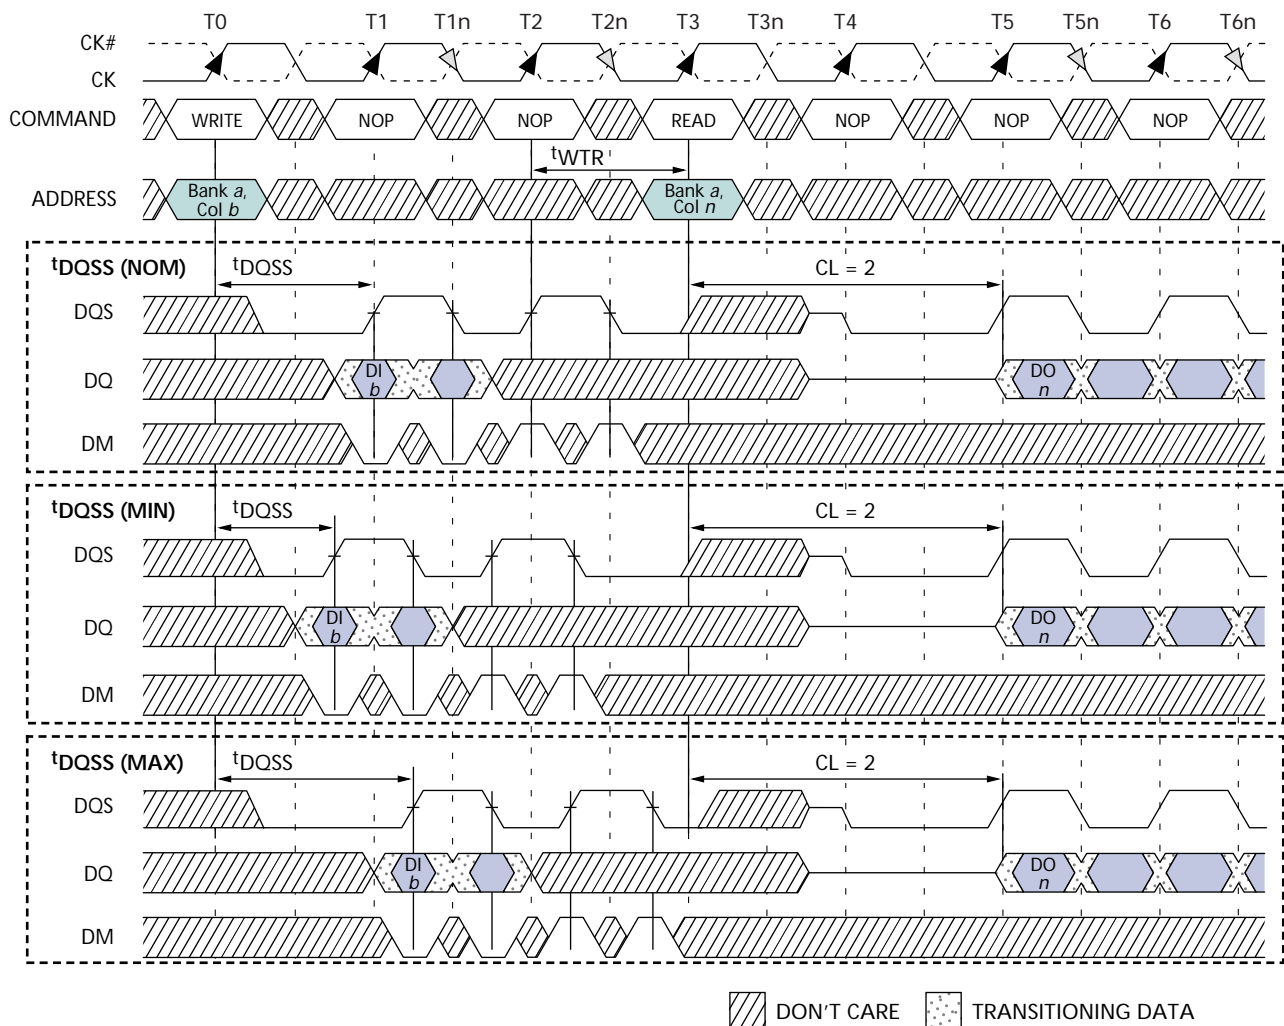 T0 T1 T1n T2 T2n T3 T3n T4 T5 T5n T6 T6n
CK#
CK
COMMAND WRITE NOP NOP READ NOP NOP NOP
tWTR
ADDRESS Bank a, Col b Bank a, Col n
tDQSS (NOM) tDQSS CL = 2
DQS
DQ DI b DO n
DM
tDQSS (MIN) tDQSS CL = 2
DQS
DQ DI b DO n
DM
tDQSS (MAX) tDQSS CL = 2
DQS
DQ DI b DO n
DM
DON'T CARE TRANSITIONING DATA